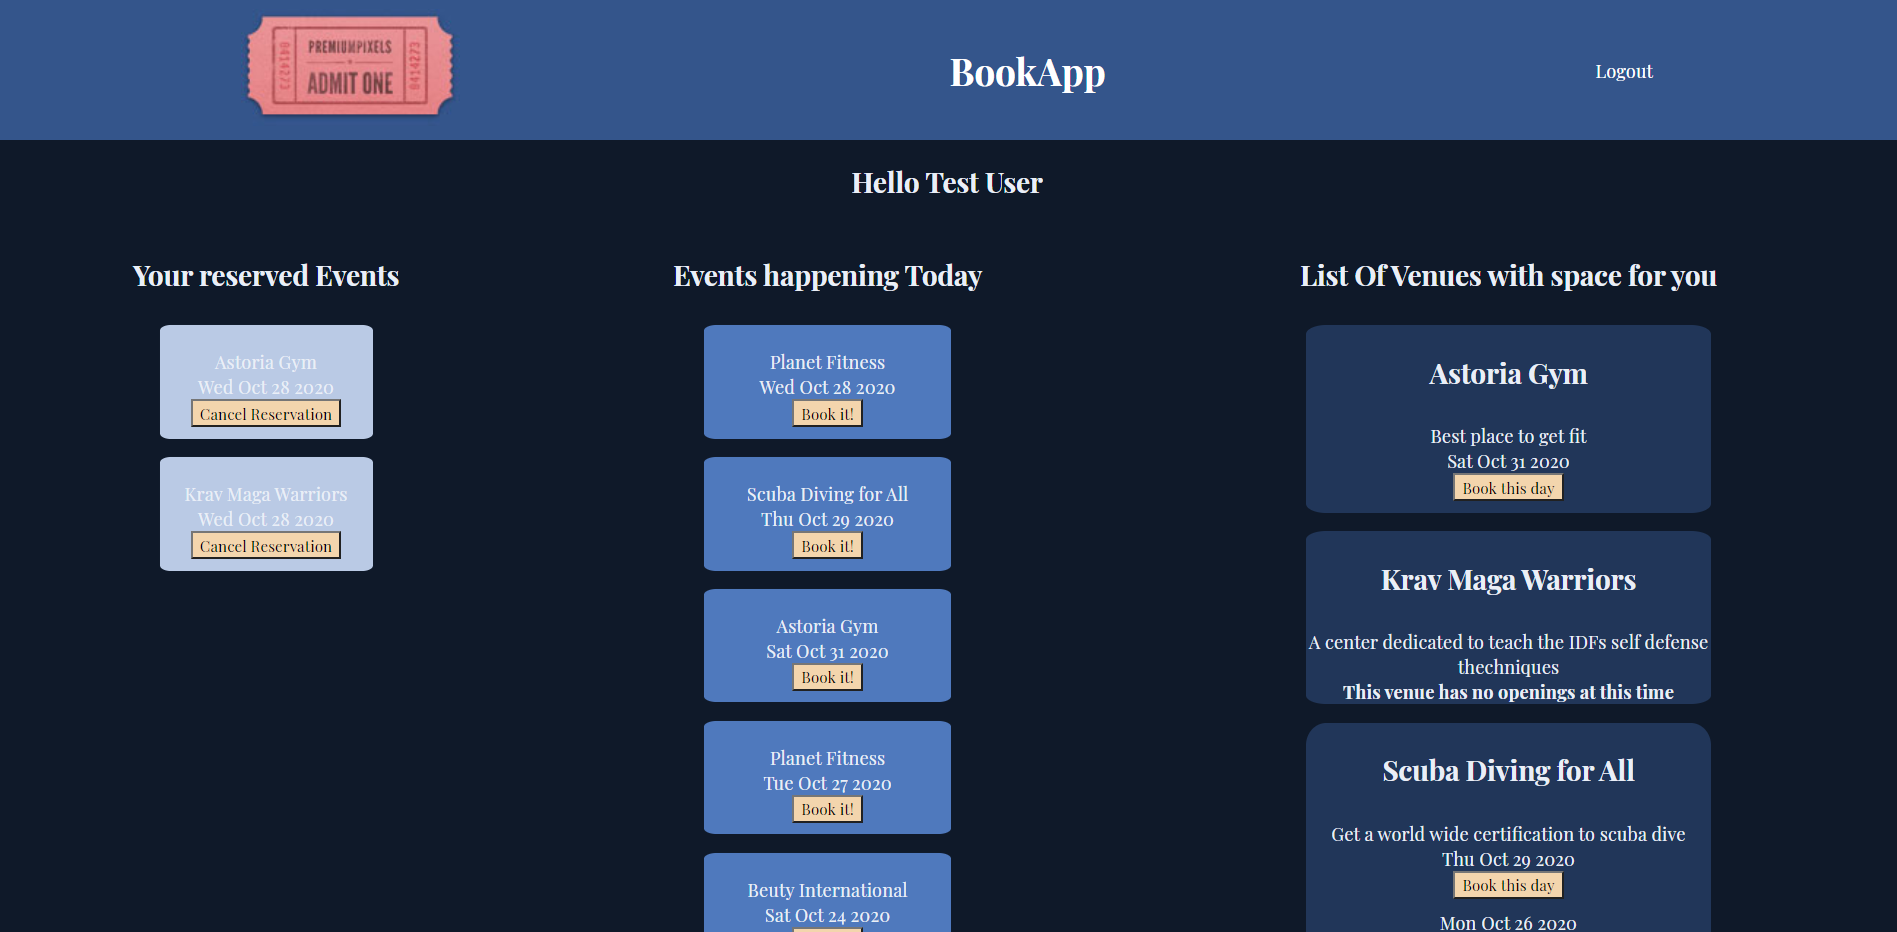 PREMIUMPIXELS
ADMIT ONE
0414273
0414273
BookApp
Logout
Hello Test User
Your reserved Events
Astoria Gym
Wed Oct 28 2020
Cancel Reservation
Krav Maga Warriors
Wed Oct 28 2020
Cancel Reservation
Events happening Today
Planet Fitness
Wed Oct 28 2020
Book it!
Scuba Diving for All
Thu Oct 29 2020
Book it!
Astoria Gym
Sat Oct 31 2020
Book it!
Planet Fitness
Tue Oct 27 2020
Book it!
Beuty International
Sat Oct 24 2020
List Of Venues with space for you
Astoria Gym
Best place to get fit
Sat Oct 31 2020
Book this day
Krav Maga Warriors
A center dedicated to teach the IDFs self defense
thechniques
This venue has no openings at this time
Scuba Diving for All
Get a world wide certification to scuba dive
Thu Oct 29 2020
Book this day
Mon Oct 26 2020